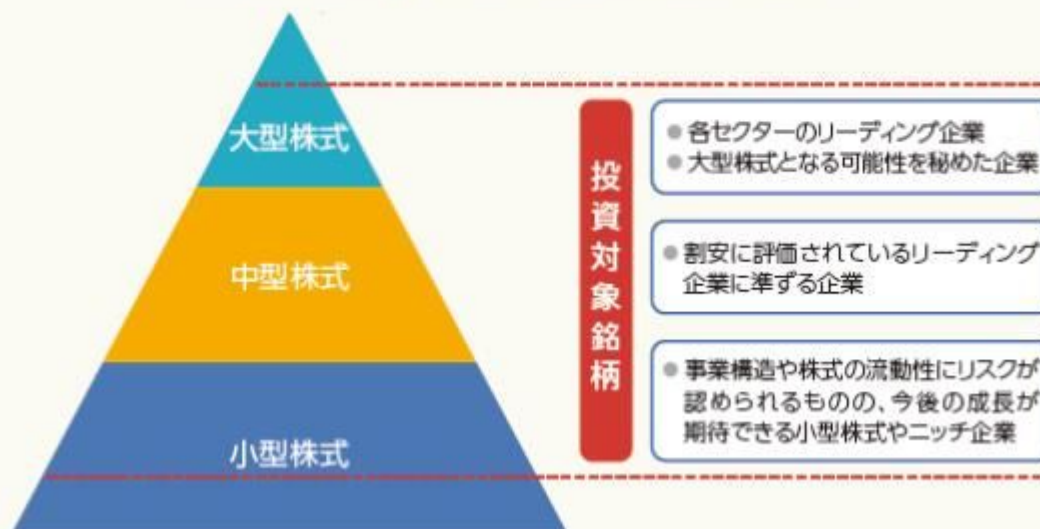 大型株式
中型株式
小型株式
投資対象銘柄
● 各セクターのリーディング企業
● 大型株式となる可能性を秘めた企業
● 割安に評価されているリーディング
企業に準ずる企業
● 事業構造や株式の流動性にリスクが
認められるものの、今後の成長が
期待できる小型株式やニッチ企業